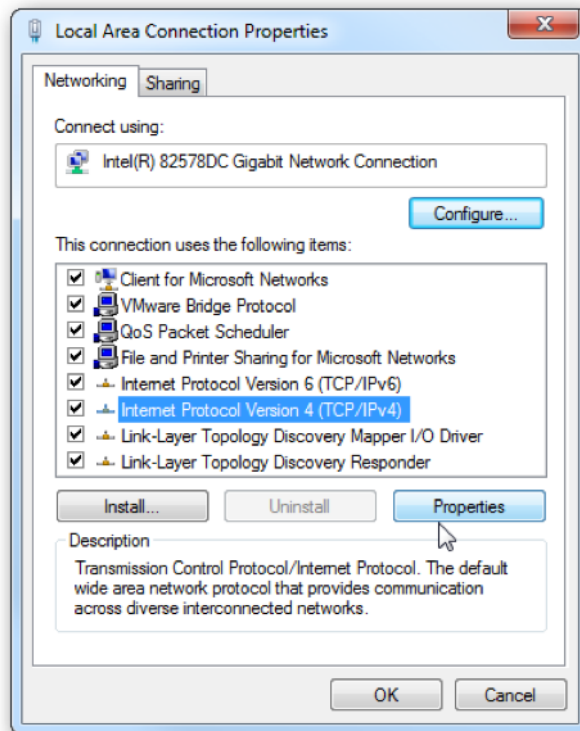 Local Area Connection Properties
Networking
Sharing
Connect using:
Intel(R) 82578DC Gigabit Network Connection
Configure...
This connection uses the following items:
Client for Microsoft Networks
VMware Bridge Protocol
QoS Packet Scheduler
File and Printer Sharing for Microsoft Networks
Internet Protocol Version 6 (TCP/IPv6)
Internet Protocol Version 4 (TCP/IPv4)
Link-Layer Topology Discovery Mapper I/O Driver
Link-Layer Topology Discovery Responder
Install...
Uninstall
Properties
Description
Transmission Control Protocol/Internet Protocol. The default
wide area network protocol that provides communication
across diverse interconnected networks.
OK
Cancel